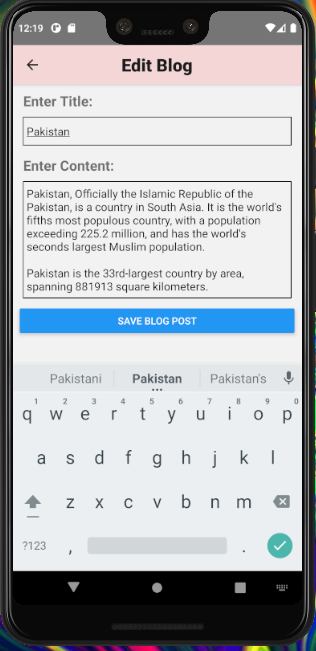 12:19
Edit Blog
Enter Title:
Pakistan
Enter Content:
Pakistan, Officially the Islamic Republic of the
Pakistan, is a country in South Asia. It is the world's
fifths most populous country, with a population
exceeding 225.2 million, and has the world's
seconds largest Muslim population.
Pakistan is the 33rd-largest country by area,
spanning 881913 square kilometers.
SAVE BLOG POST
Pakistani Pakistan Pakistan's
1 2 3 4 5 6 7 8 9 0
q w e r t y u i o p
a s d f g h j k l
z x c v b n m
?123 , .